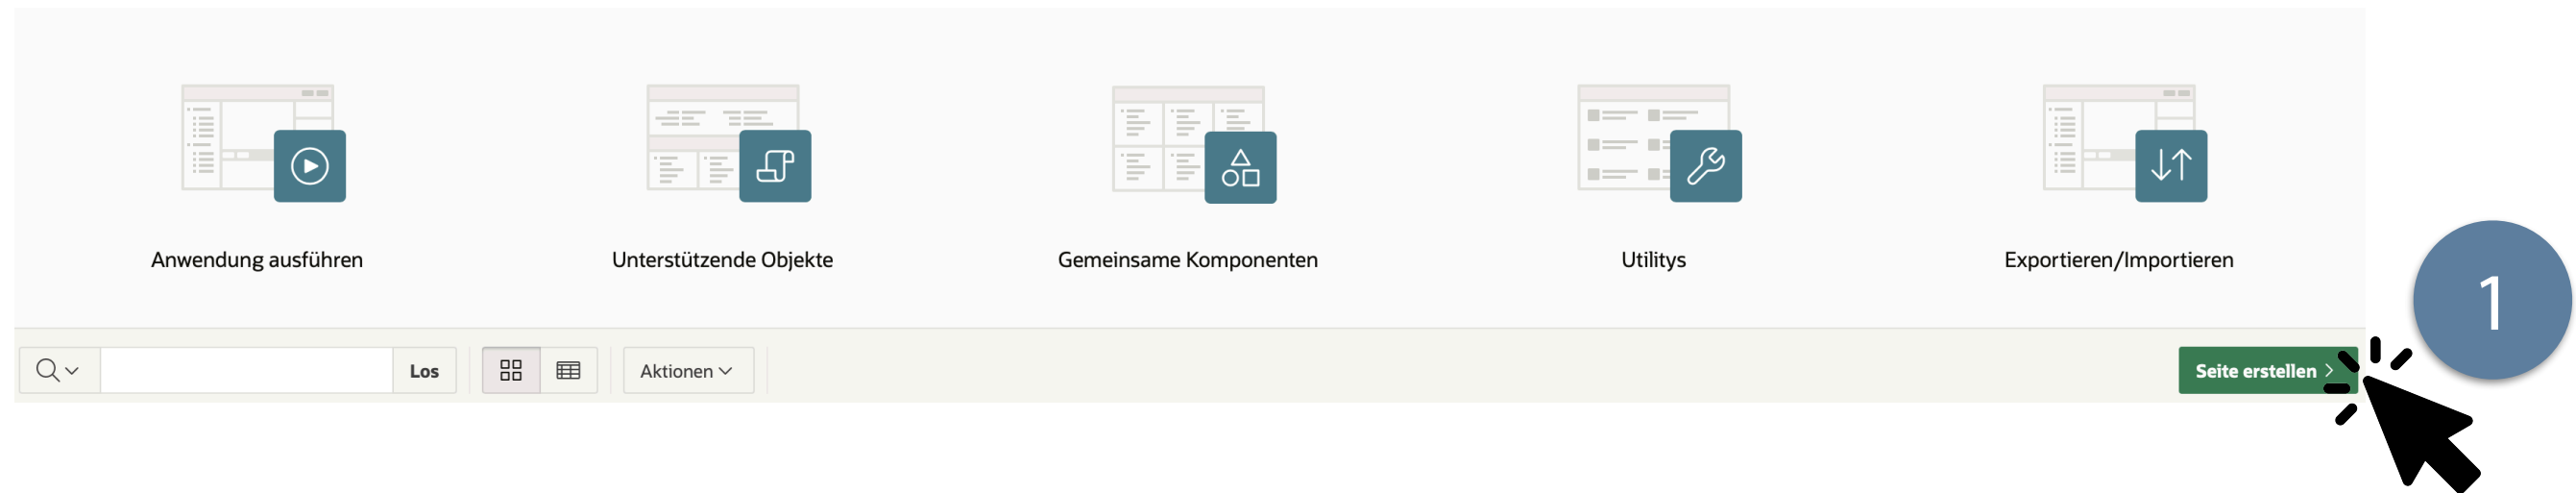 Anwendung ausführen
Unterstützende Objekte
Gemeinsame Komponenten
Utilitys
Exportieren/Importieren
1
Los
Aktionen
Seite erstellen